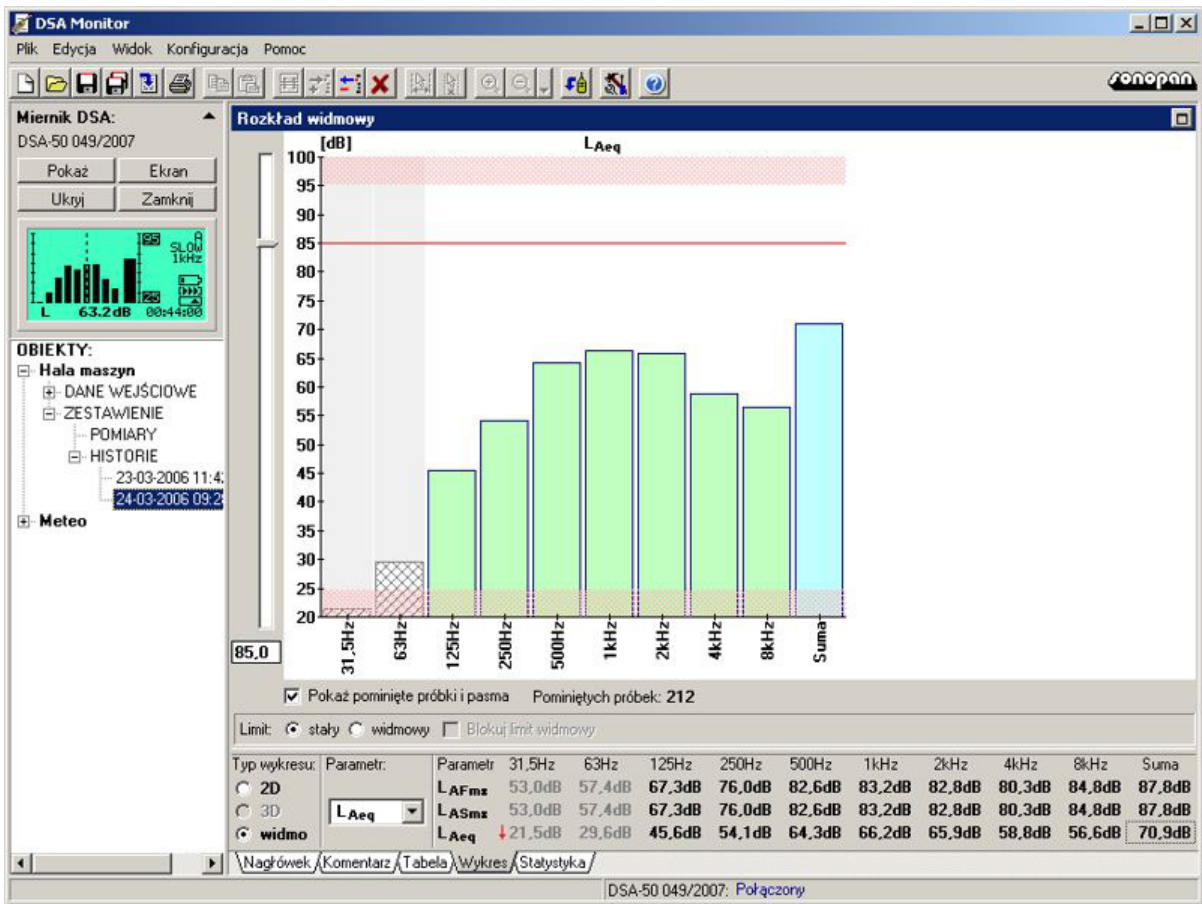 DSA Monitor
Plik Edycja Widok Konfiguracja Pomoc
sonopan
Miernik DSA:
DSA-50 049/2007
Pokaż Ekran
Ukryj Zamknij
95
A
SLOW
1kHz
25
L 63.2dB 00:44:00
OBIEKTY:
Hala maszyn
DANE WEJŚCIOWE
ZESTAWIENIE
POMIARY
HISTORIE
23-03-2006 11:42
24-03-2006 09:28
Meteo
Rozkład widmowy
[dB] LAeq
100
95
90
85
80
75
70
65
60
55
50
45
40
35
30
25
20
31,5Hz 63Hz 125Hz 250Hz 500Hz 1kHz 2kHz 4kHz 8kHz Suma
85,0
Pokaż pominięte próbki i pasma Pominiętych próbek: 212
Limit: stały widmowy Blokuj limit widmowy
Typ wykresu: Parametr:
2D
3D
widmo
LAeq
Parametr 31,5Hz 63Hz 125Hz 250Hz 500Hz 1kHz 2kHz 4kHz 8kHz Suma
LAFmx 53,0dB 57,4dB 67,3dB 76,0dB 82,6dB 83,2dB 82,8dB 80,3dB 84,8dB 87,8dB
LASmx 53,0dB 57,4dB 67,3dB 76,0dB 82,6dB 83,2dB 82,8dB 80,3dB 84,8dB 87,8dB
LAeq ↓21,5dB 29,6dB 45,6dB 54,1dB 64,3dB 66,2dB 65,9dB 58,8dB 56,6dB 70,9dB
Nagłówek Komentarz Tabela Wykres Statystyka
DSA-50 049/2007: Połączony